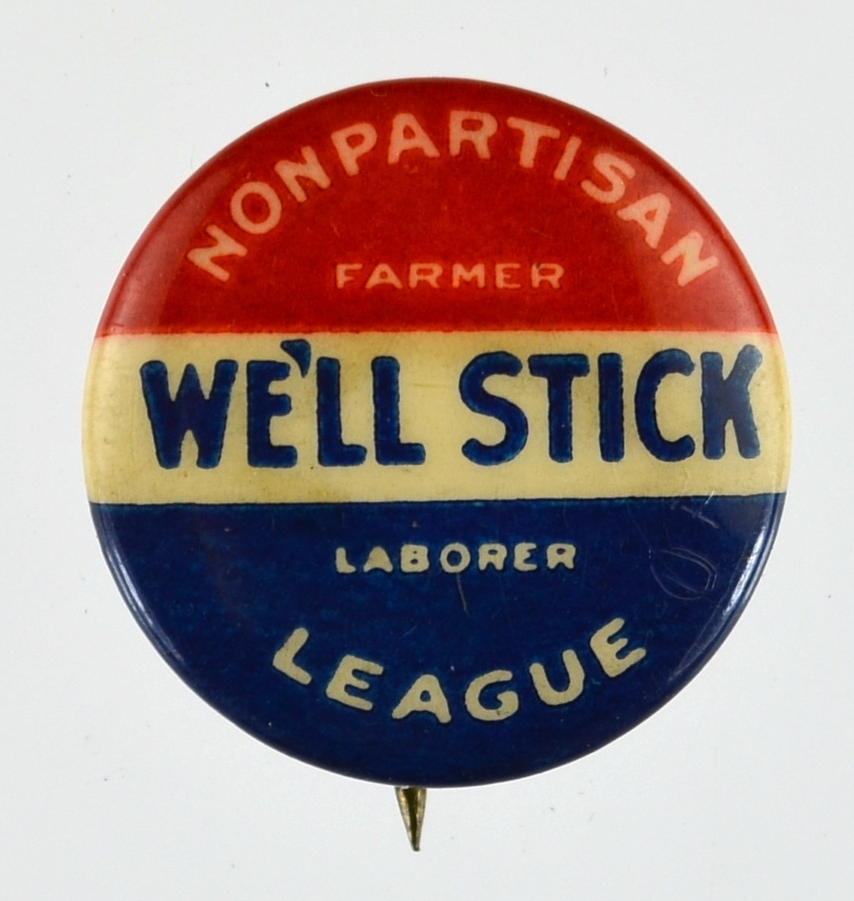 NONPARTISAN
FARMER
WE'LL STICK
LABORER
LEAGUE